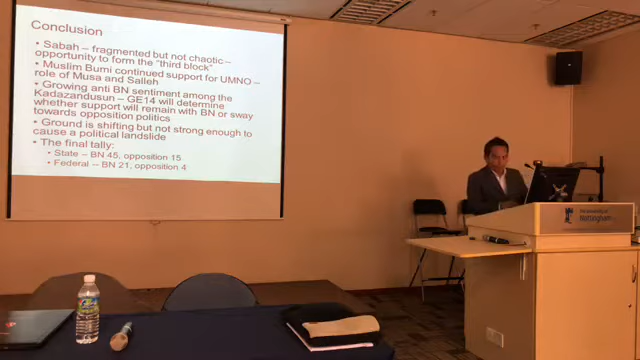 Conclusion
• Sabah – fragmented but not chaotic –
opportunity to form the "third block"
• Muslim Bumi continued support for UMNO –
role of Musa and Salleh
• Growing anti BN sentiment among the
Kadazandusun – GE14 will determine
whether support will remain with BN or sway
towards opposition politics
• Ground is shifting but not strong enough to
cause a political landslide
• The final tally:
– State – BN 45, opposition 15
– Federal -- BN 21, opposition 4
The University of
Nottingham